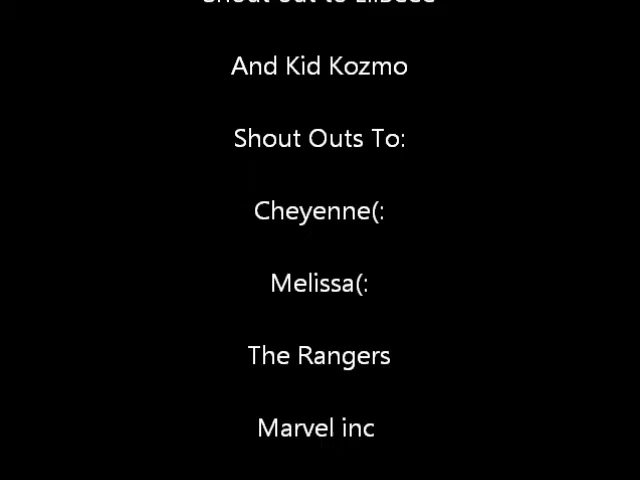 And Kid Kozmo
Shout Outs To:
Cheyenne(:
Melissa(:
The Rangers
Marvel inc